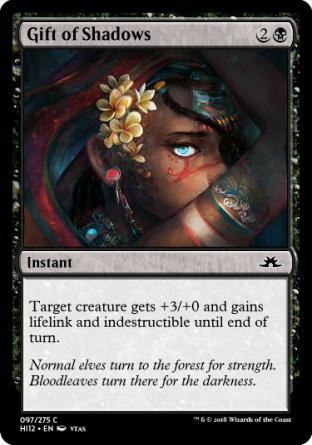 Gift of Shadows 2
Instant
Target creature gets +3/+0 and gains
lifelink and indestructible until end of
turn.
Normal elves turn to the forest for strength.
Bloodleaves turn there for the darkness.
097/275 C
HI12 • EN YTAS
™ & © 2018 Wizards of the Coast